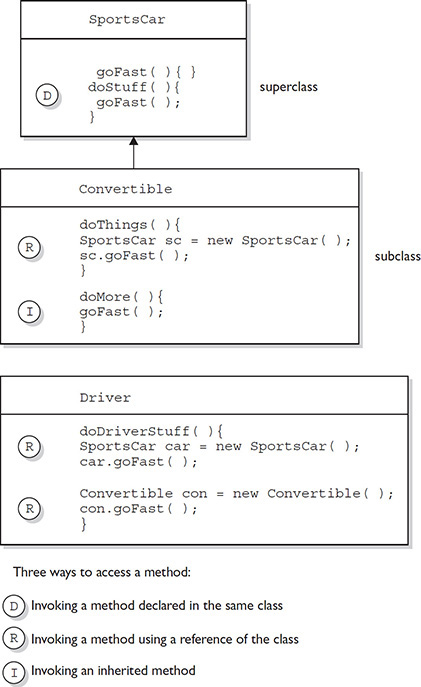 SportsCar
goFast( ){ }
D doStuff( ){
goFast( );
}
superclass
Convertible
doThings( ){
R SportsCar sc = new SportsCar( );
sc.goFast( );
}
subclass
doMore( ){
I goFast( );
}
Driver
doDriverStuff( ){
R SportsCar car = new SportsCar( );
car.goFast( );
Convertible con = new Convertible( );
R con.goFast( );
}
Three ways to access a method:
D Invoking a method declared in the same class
R Invoking a method using a reference of the class
I Invoking an inherited method